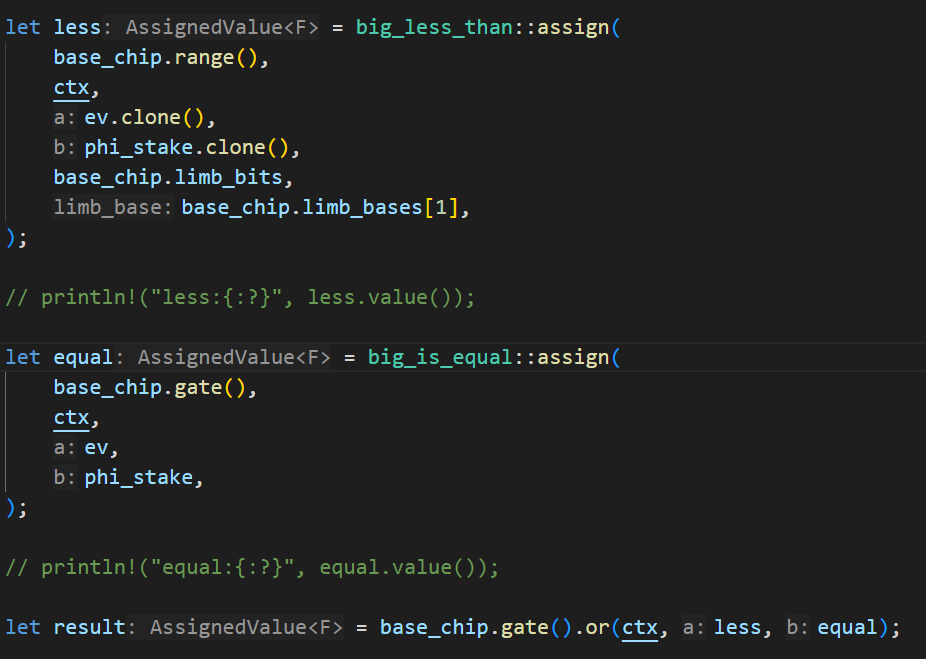 let less: AssignedValue<F> = big_less_than::assign(
base_chip.range(),
ctx,
a: ev.clone(),
b: phi_stake.clone(),
base_chip.limb_bits,
limb_base: base_chip.limb_bases[1],
);
// println!("less:{:?}", less.value());
let equal: AssignedValue<F> = big_is_equal::assign(
base_chip.gate(),
ctx,
a: ev,
b: phi_stake,
);
// println!("equal:{:?}", equal.value());
let result: AssignedValue<F> = base_chip.gate().or(ctx, a: less, b: equal);